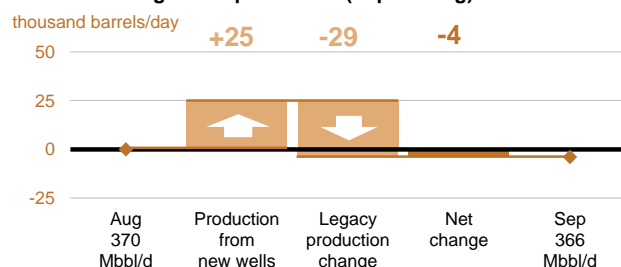 thousand barrels/day
+25 -29 -4
50
25
0
-25
Aug
370
Mbbl/d
Production
from
new wells
Legacy
production
change
Net
change
Sep
366
Mbbl/d